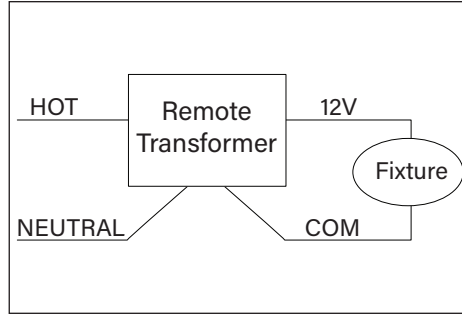 HOT
Remote
Transformer
12V
Fixture
NEUTRAL
COM